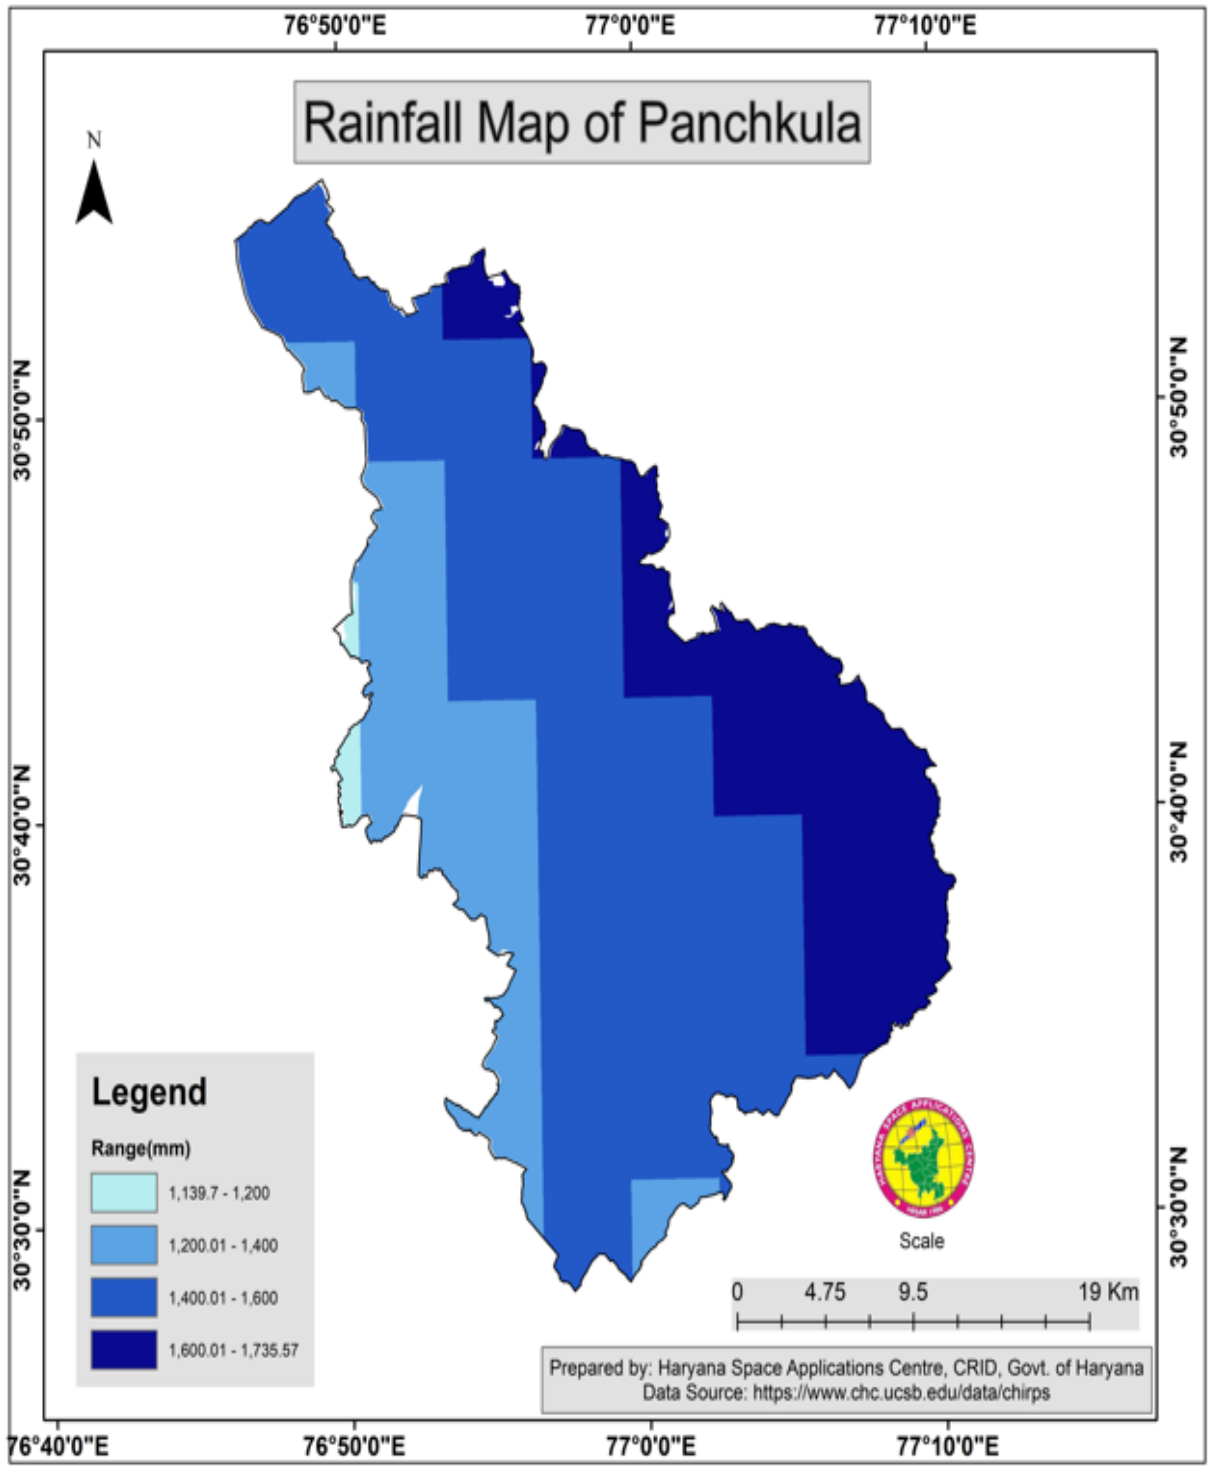 76°50'0"E 77°0'0"E 77°10'0"E
Rainfall Map of Panchkula
N
30°50'0"N
30°50'0"N
30°40'0"N
30°40'0"N
30°30'0"N
30°30'0"N
Legend
Range(mm)
1,139.7 - 1,200
1,200.01 - 1,400
1,400.01 - 1,600
1,600.01 - 1,735.57
HARYANA SPACE APPLICATIONS CENTRE
Scale
0 4.75 9.5 19 Km
Prepared by: Haryana Space Applications Centre, CRID, Govt. of Haryana
Data Source: https://www.chc.ucsb.edu/data/chirps
76°40'0"E 76°50'0"E 77°0'0"E 77°10'0"E